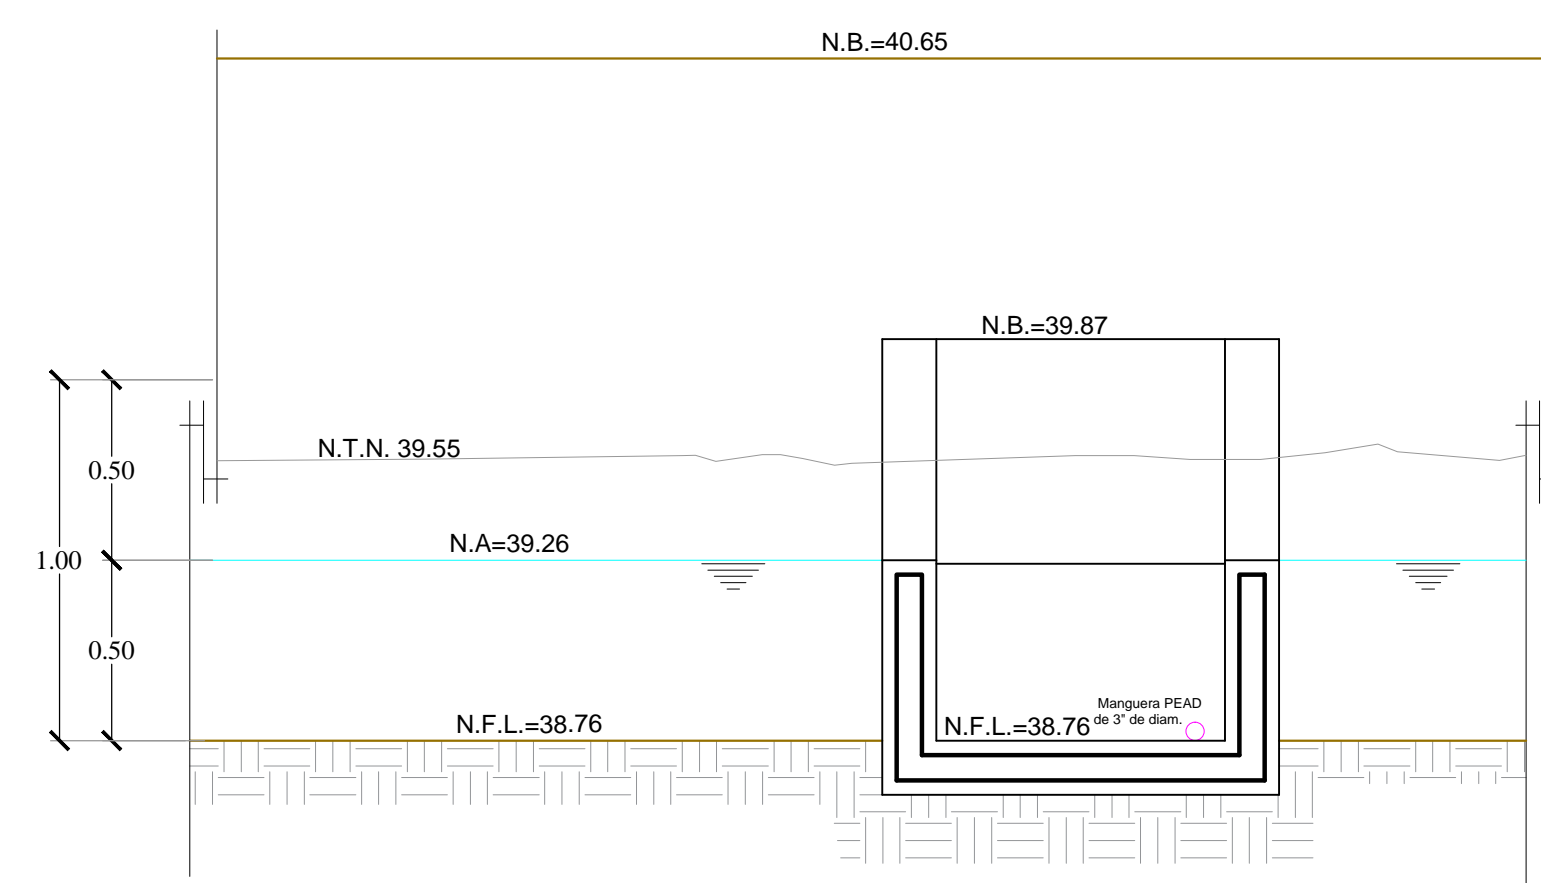 N.B.=40.65
N.B.=39.87
N.T.N. 39.55
0.50
N.A=39.26
1.00
0.50
Manguera PEAD
de 3" de diam.
N.F.L.=38.76
N.F.L.=38.76